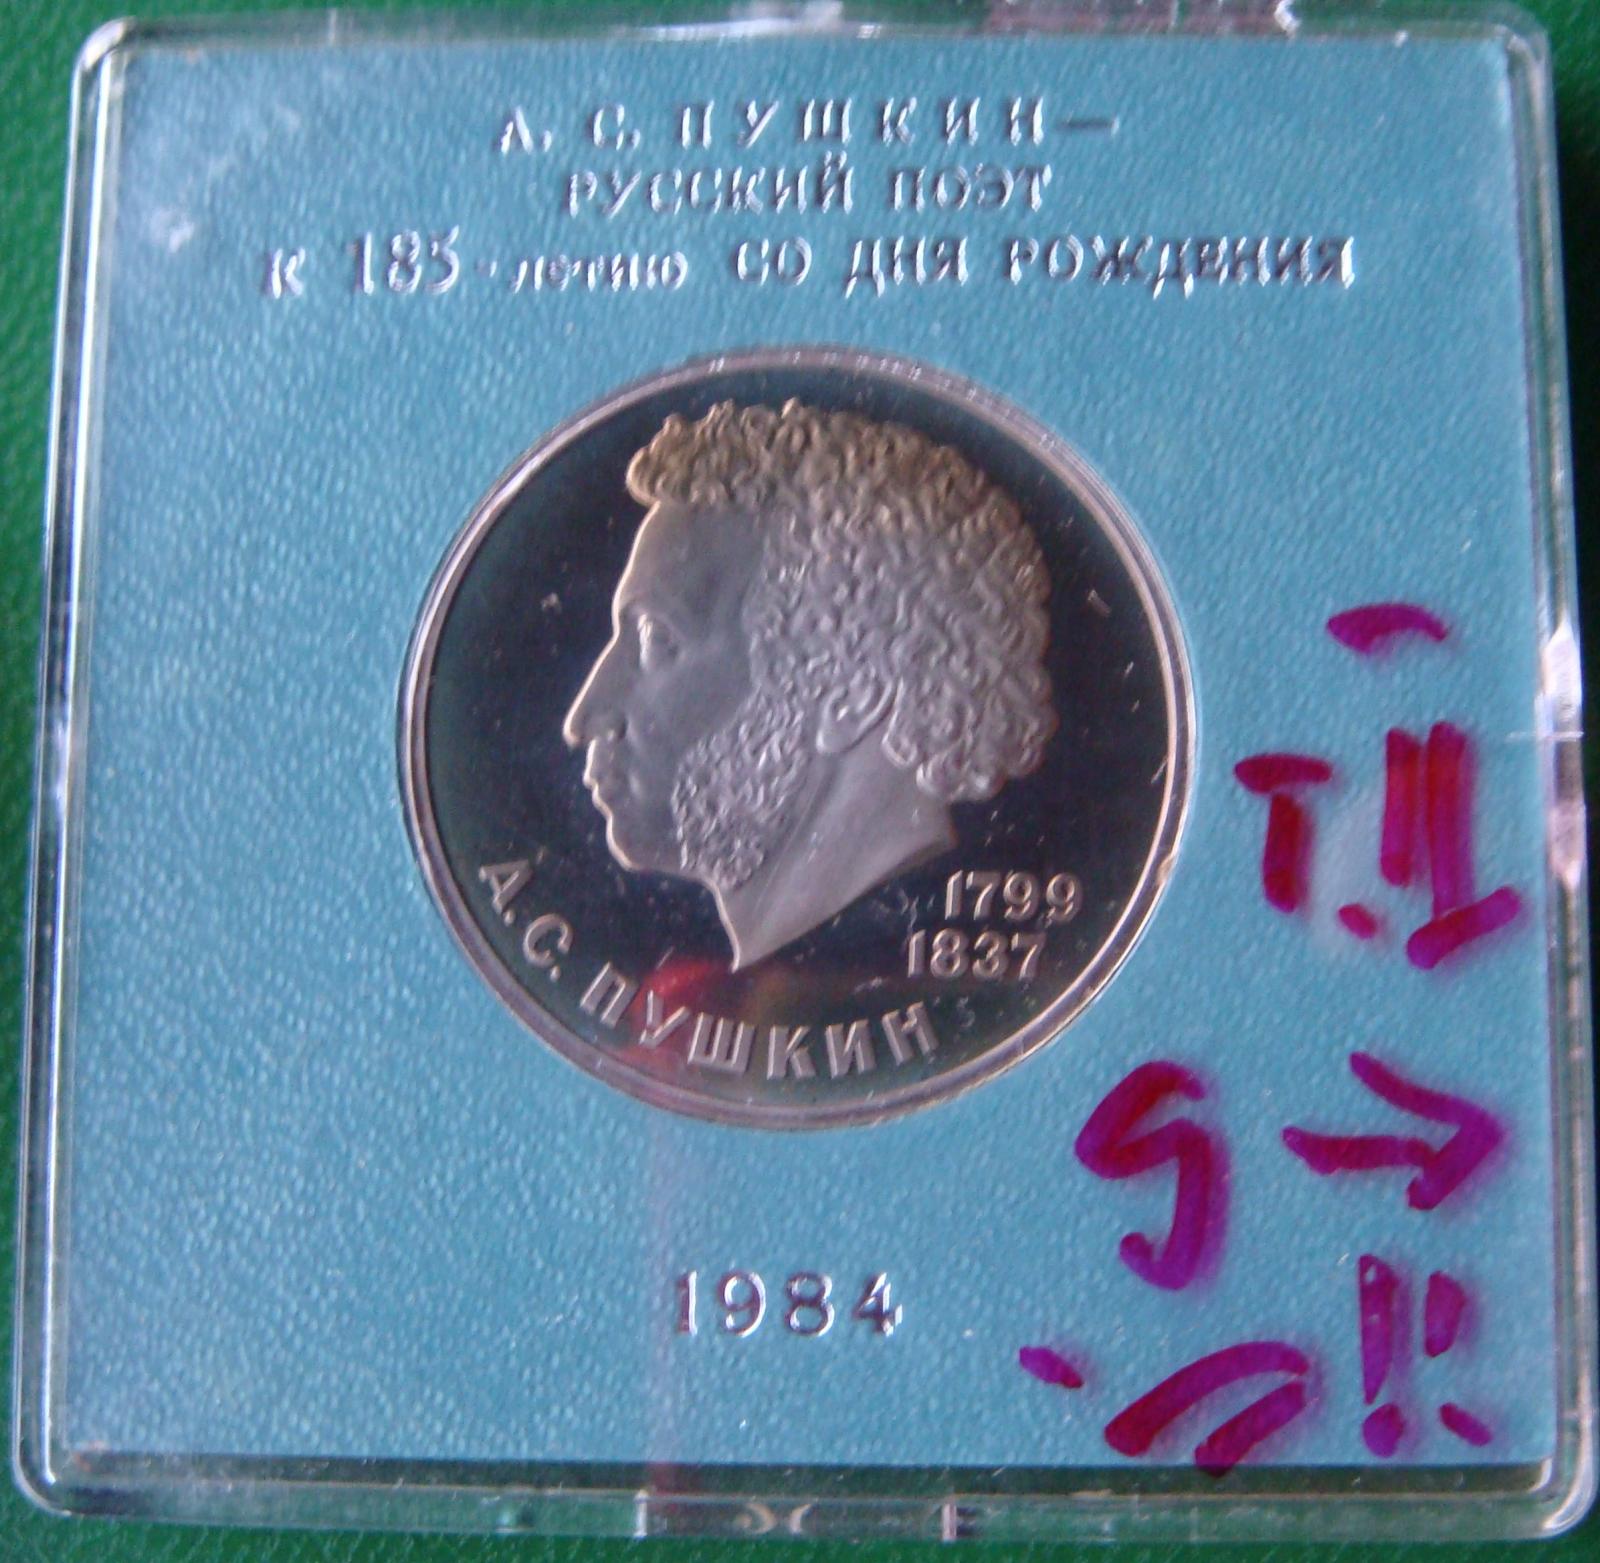 А. С. ПУШКИН—
РУССКИЙ ПОЭТ
К 185-летию СО ДНЯ РОЖДЕНИЯ
1799
1837
А. С. ПУШКИН
1984